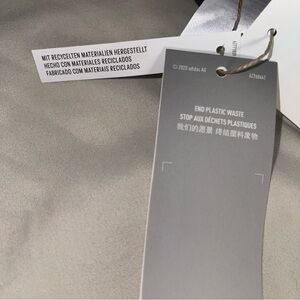 MIT RECYCELTEN MATERIALIEN HERGESTELLT
HECHO CON MATERIALES RECICLADOS
FABRICADO COM MATERIAIS RECICLADOS
© 2020 adidas AG
END PLASTIC WASTE
STOP AUX DÉCHETS PLASTIQUES
我们的愿景 终结塑料废物